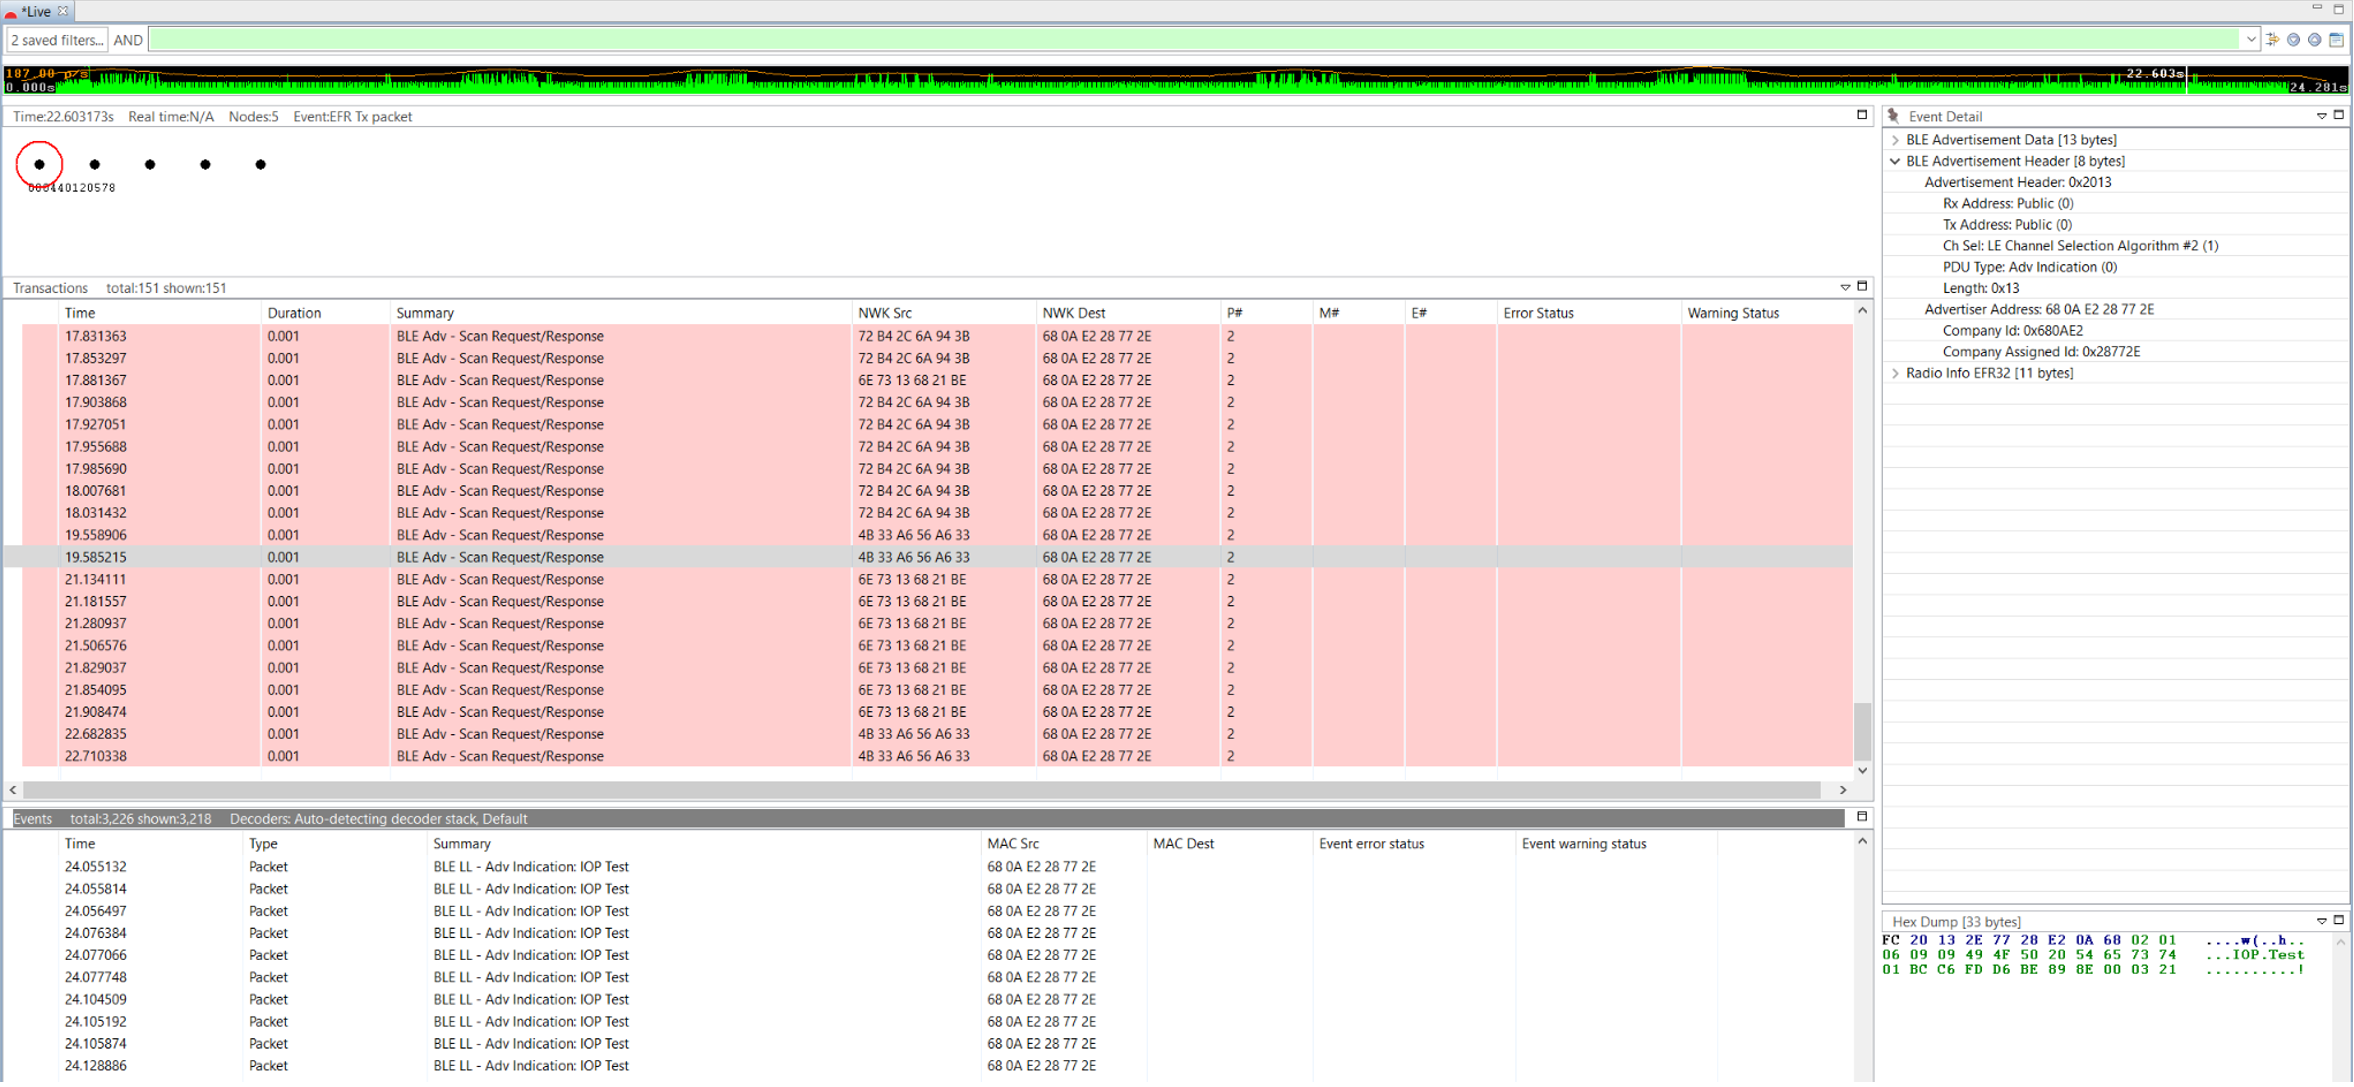 *Live
2 saved filters... AND
187.00 p/s
0.000s
22.603s
24.281s
Time:22.603173s Real time:N/A Nodes:5 Event:EFR Tx packet
000440120578
Transactions total:151 shown:151
Time Duration Summary NWK Src NWK Dest P# M# E# Error Status Warning Status
17.831363 0.001 BLE Adv - Scan Request/Response 72 B4 2C 6A 94 3B 68 0A E2 28 77 2E 2
17.853297 0.001 BLE Adv - Scan Request/Response 72 B4 2C 6A 94 3B 68 0A E2 28 77 2E 2
17.881367 0.001 BLE Adv - Scan Request/Response 6E 73 13 68 21 BE 68 0A E2 28 77 2E 2
17.903868 0.001 BLE Adv - Scan Request/Response 72 B4 2C 6A 94 3B 68 0A E2 28 77 2E 2
17.927051 0.001 BLE Adv - Scan Request/Response 72 B4 2C 6A 94 3B 68 0A E2 28 77 2E 2
17.955688 0.001 BLE Adv - Scan Request/Response 72 B4 2C 6A 94 3B 68 0A E2 28 77 2E 2
17.985690 0.001 BLE Adv - Scan Request/Response 72 B4 2C 6A 94 3B 68 0A E2 28 77 2E 2
18.007681 0.001 BLE Adv - Scan Request/Response 72 B4 2C 6A 94 3B 68 0A E2 28 77 2E 2
18.031432 0.001 BLE Adv - Scan Request/Response 72 B4 2C 6A 94 3B 68 0A E2 28 77 2E 2
19.558906 0.001 BLE Adv - Scan Request/Response 4B 33 A6 56 A6 33 68 0A E2 28 77 2E 2
19.585215 0.001 BLE Adv - Scan Request/Response 4B 33 A6 56 A6 33 68 0A E2 28 77 2E 2
21.134111 0.001 BLE Adv - Scan Request/Response 6E 73 13 68 21 BE 68 0A E2 28 77 2E 2
21.181557 0.001 BLE Adv - Scan Request/Response 6E 73 13 68 21 BE 68 0A E2 28 77 2E 2
21.280937 0.001 BLE Adv - Scan Request/Response 6E 73 13 68 21 BE 68 0A E2 28 77 2E 2
21.506576 0.001 BLE Adv - Scan Request/Response 6E 73 13 68 21 BE 68 0A E2 28 77 2E 2
21.829037 0.001 BLE Adv - Scan Request/Response 6E 73 13 68 21 BE 68 0A E2 28 77 2E 2
21.854095 0.001 BLE Adv - Scan Request/Response 6E 73 13 68 21 BE 68 0A E2 28 77 2E 2
21.908474 0.001 BLE Adv - Scan Request/Response 6E 73 13 68 21 BE 68 0A E2 28 77 2E 2
22.682835 0.001 BLE Adv - Scan Request/Response 4B 33 A6 56 A6 33 68 0A E2 28 77 2E 2
22.710338 0.001 BLE Adv - Scan Request/Response 4B 33 A6 56 A6 33 68 0A E2 28 77 2E 2
Events total:3,226 shown:3,218 Decoders: Auto-detecting decoder stack, Default
Time Type Summary MAC Src MAC Dest Event error status Event warning status
24.055132 Packet BLE LL - Adv Indication: IOP Test 68 0A E2 28 77 2E
24.055814 Packet BLE LL - Adv Indication: IOP Test 68 0A E2 28 77 2E
24.056497 Packet BLE LL - Adv Indication: IOP Test 68 0A E2 28 77 2E
24.076384 Packet BLE LL - Adv Indication: IOP Test 68 0A E2 28 77 2E
24.077066 Packet BLE LL - Adv Indication: IOP Test 68 0A E2 28 77 2E
24.077748 Packet BLE LL - Adv Indication: IOP Test 68 0A E2 28 77 2E
24.104509 Packet BLE LL - Adv Indication: IOP Test 68 0A E2 28 77 2E
24.105192 Packet BLE LL - Adv Indication: IOP Test 68 0A E2 28 77 2E
24.105874 Packet BLE LL - Adv Indication: IOP Test 68 0A E2 28 77 2E
24.128886 Packet BLE LL - Adv Indication: IOP Test 68 0A E2 28 77 2E
Event Detail
BLE Advertisement Data [13 bytes]
BLE Advertisement Header [8 bytes]
Advertisement Header: 0x2013
Rx Address: Public (0)
Tx Address: Public (0)
Ch Sel: LE Channel Selection Algorithm #2 (1)
PDU Type: Adv Indication (0)
Length: 0x13
Advertiser Address: 68 0A E2 28 77 2E
Company Id: 0x680AE2
Company Assigned Id: 0x28772E
Radio Info EFR32 [11 bytes]
Hex Dump [33 bytes]
FC 20 13 2E 77 28 E2 0A 68 02 01 ....w(..h..
06 09 09 49 4F 50 20 54 65 73 74 ...IOP.Test
01 BC C6 FD D6 BE 89 8E 00 03 21 ..........!